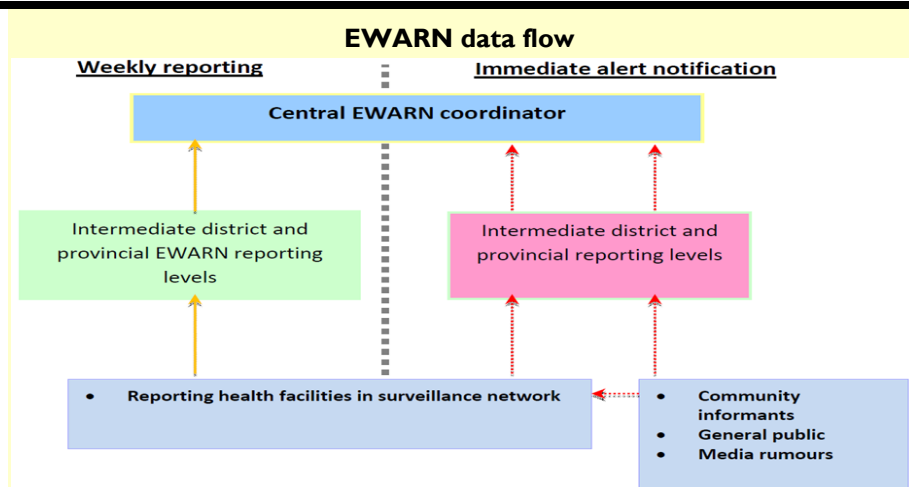 EWARN data flow
Weekly reporting
Immediate alert notification
Central EWARN coordinator
Intermediate district and
provincial EWARN reporting
levels
Intermediate district and
provincial reporting levels
• Reporting health facilities in surveillance network
• Community
informants
• General public
• Media rumours